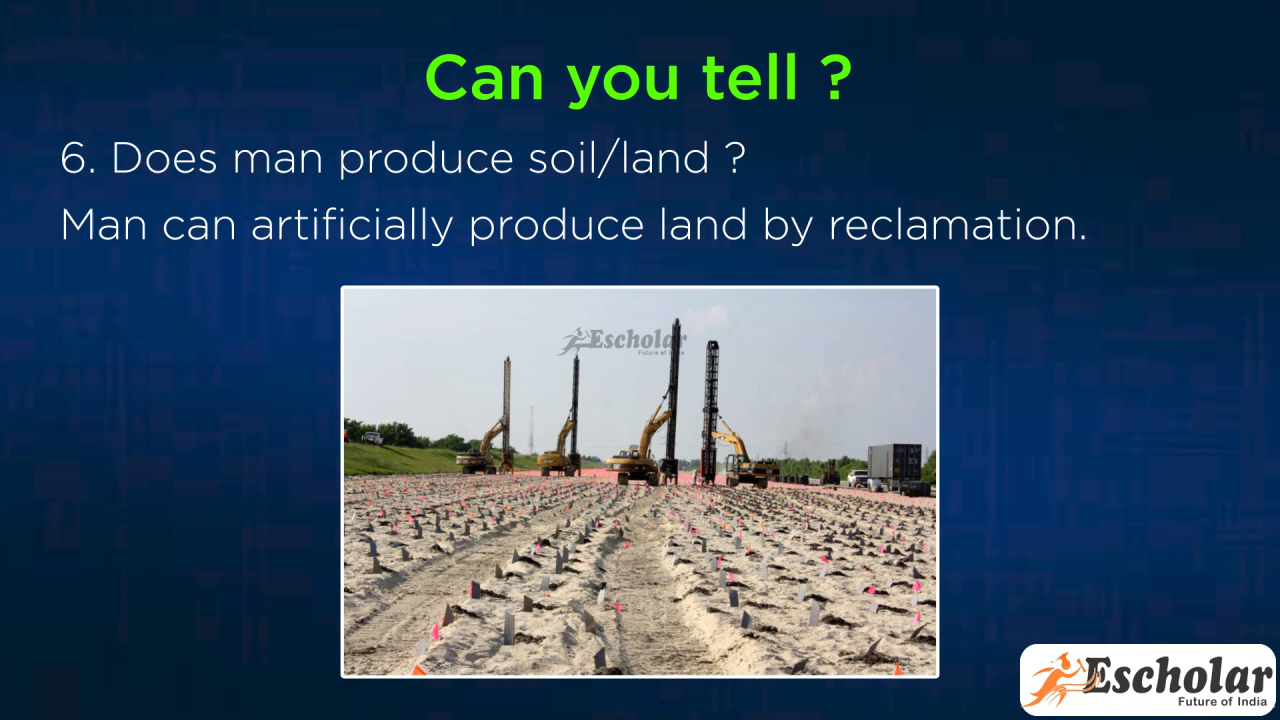 Can you tell ?
6. Does man produce soil/land ?
Man can artificially produce land by reclamation.
Escholar
Escholar
Future of India